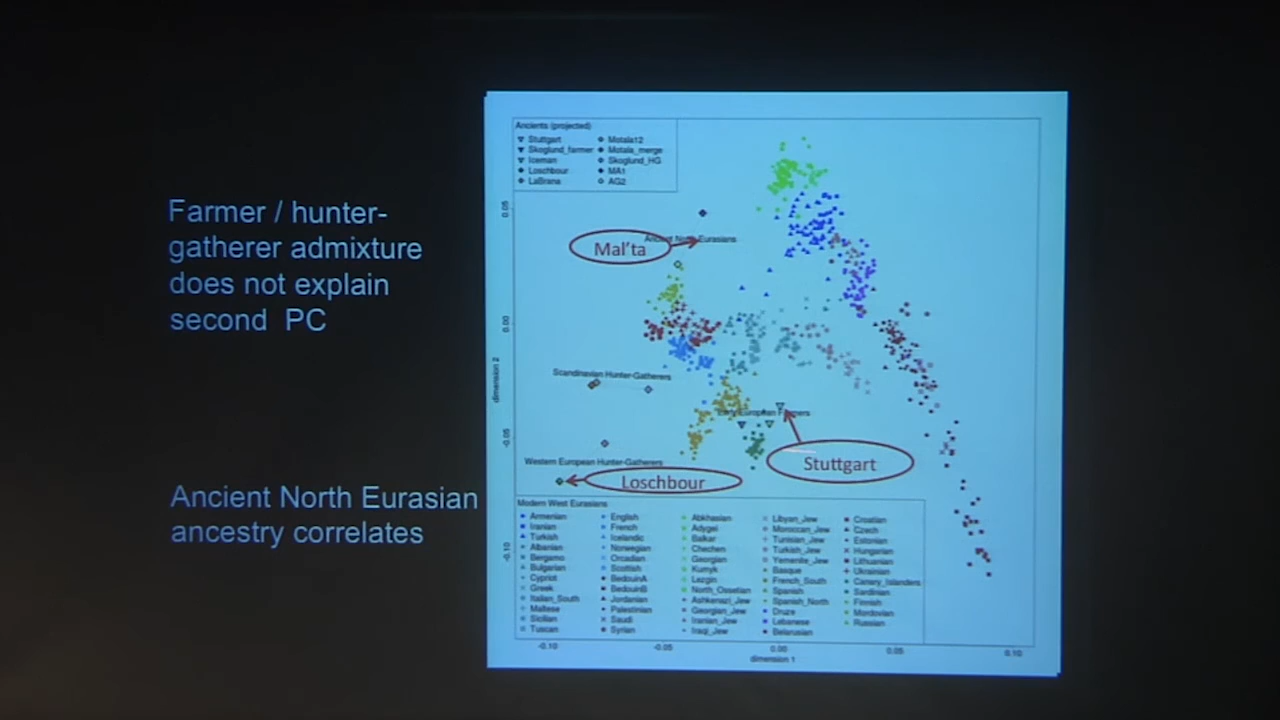 Farmer / hunter-
gatherer admixture
does not explain
second PC
Ancient North Eurasian
ancestry correlates
Ancients (projected)
Stuttgart
Skoglund_farmer
Iceman
Loschbour
LaBrana
Motala12
Motala_merge
Skoglund_HG
MA1
AG2
Ancient North Eurasians
Mal'ta
Scandinavian Hunter-Gatherers
Early European Farmers
Stuttgart
Western European Hunter-Gatherers
Loschbour
dimension 2
0.05
0.00
-0.05
-0.10
Modern West Eurasians
Armenian
Iranian
Turkish
Albanian
Bergamo
Bulgarian
Cypriot
Greek
Italian_South
Maltese
Sicilian
Tuscan
English
French
Icelandic
Norwegian
Orcadian
Scottish
BedouinA
BedouinB
Jordanian
Palestinian
Saudi
Syrian
Abkhasian
Adygei
Balkar
Chechen
Georgian
Kumyk
Lezgin
North_Ossetian
Ashkenazi_Jew
Georgian_Jew
Iranian_Jew
Iraqi_Jew
Libyan_Jew
Moroccan_Jew
Tunisian_Jew
Turkish_Jew
Yemenite_Jew
Basque
French_South
Spanish
Spanish_North
Druze
Lebanese
Belarusian
Croatian
Czech
Estonian
Hungarian
Lithuanian
Ukrainian
Canary_Islanders
Sardinian
Finnish
Mordovian
Russian
-0.10
-0.05
0.00
0.05
0.10
dimension 1